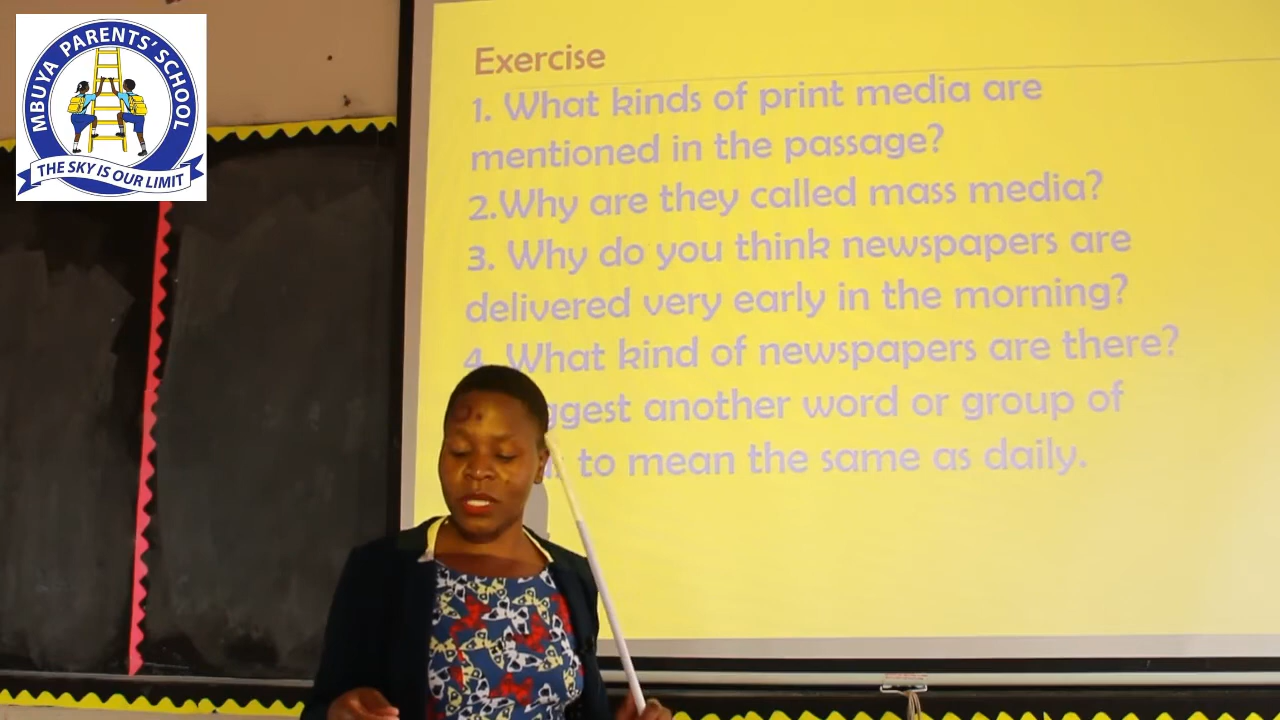 MBUYA PARENTS' SCHOOL
THE SKY IS OUR LIMIT
Exercise
1. What kinds of print media are
mentioned in the passage?
2.Why are they called mass media?
3. Why do you think newspapers are
delivered very early in the morning?
4. What kind of newspapers are there?
another word or group of
to mean the same as daily.